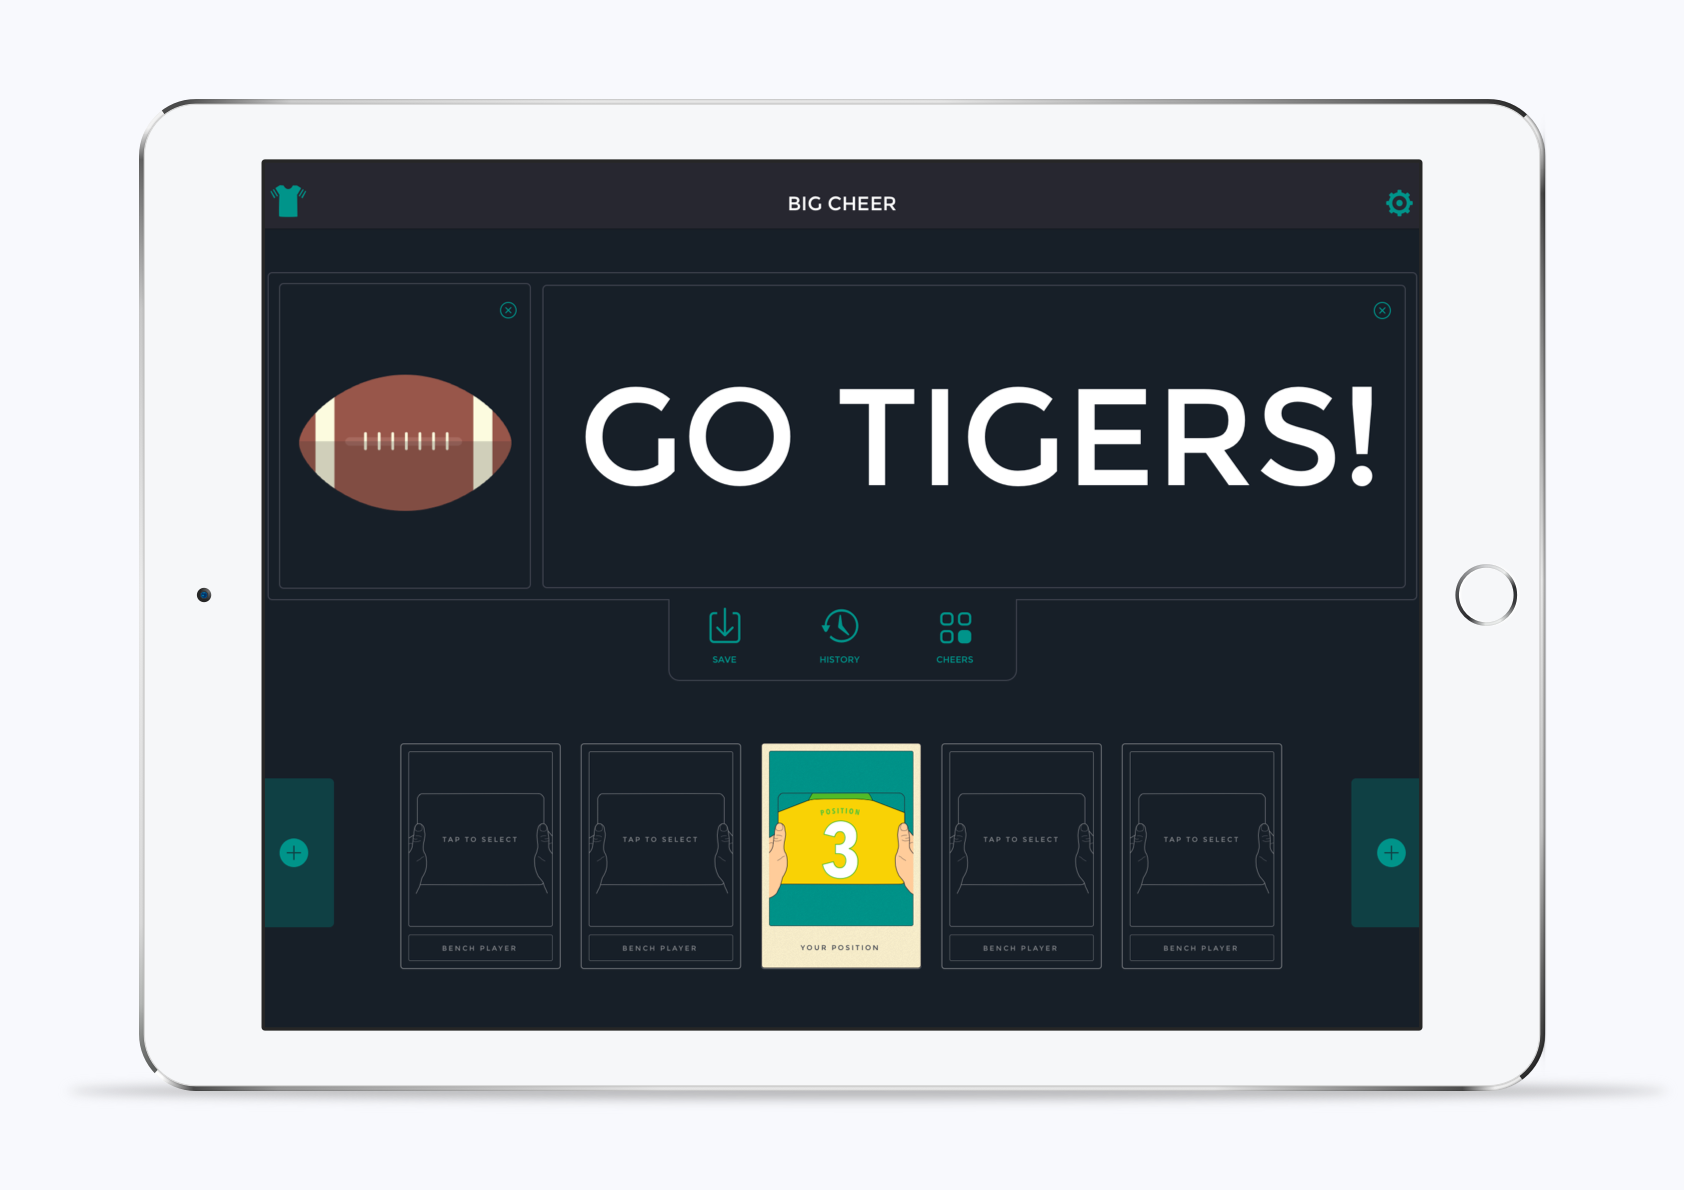 BIG CHEER
GO TIGERS!
SAVE
HISTORY
CHEERS
TAP TO SELECT
BENCH PLAYER
TAP TO SELECT
BENCH PLAYER
POSITION
3
YOUR POSITION
TAP TO SELECT
BENCH PLAYER
TAP TO SELECT
BENCH PLAYER